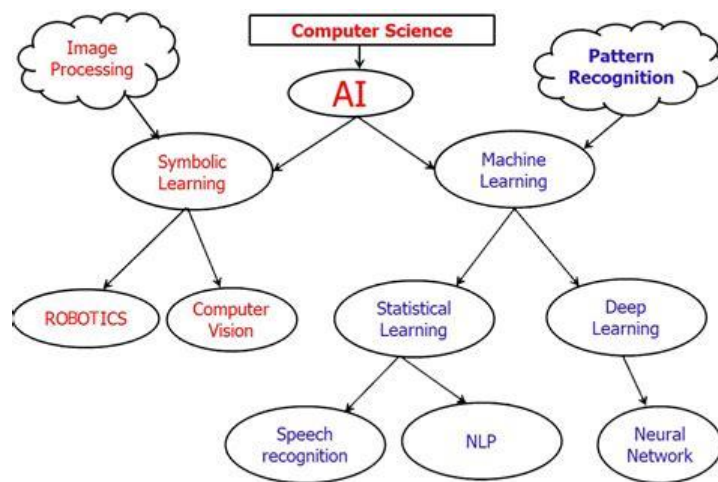 Computer Science
Image
Processing
AI
Pattern
Recognition
Symbolic
Learning
Machine
Learning
ROBOTICS
Computer
Vision
Statistical
Learning
Deep
Learning
Speech
recognition
NLP
Neural
Network